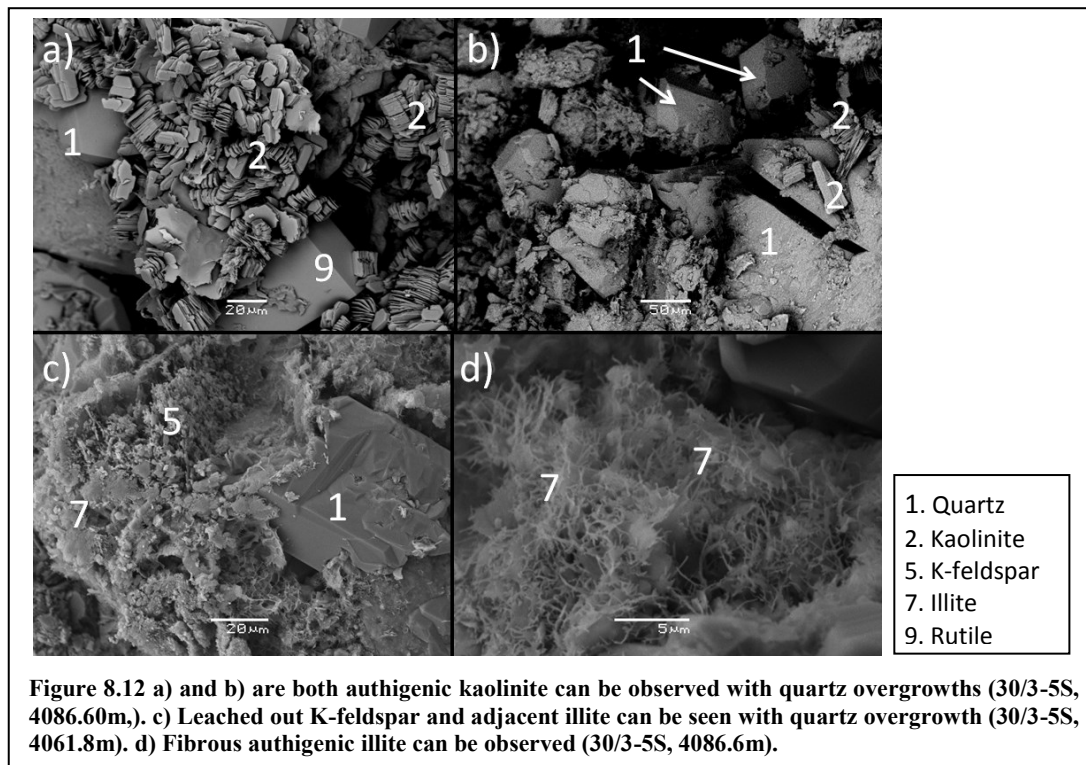 a)
1
2
2
9
20μm
b)
1
2
2
1
50μm
c)
5
7
1
20μm
d)
7
7
5μm
1. Quartz
2. Kaolinite
5. K-feldspar
7. Illite
9. Rutile
Figure 8.12 a) and b) are both authigenic kaolinite can be observed with quartz overgrowths (30/3-5S,
4086.60m,). c) Leached out K-feldspar and adjacent illite can be seen with quartz overgrowth (30/3-5S,
4061.8m). d) Fibrous authigenic illite can be observed (30/3-5S, 4086.6m).